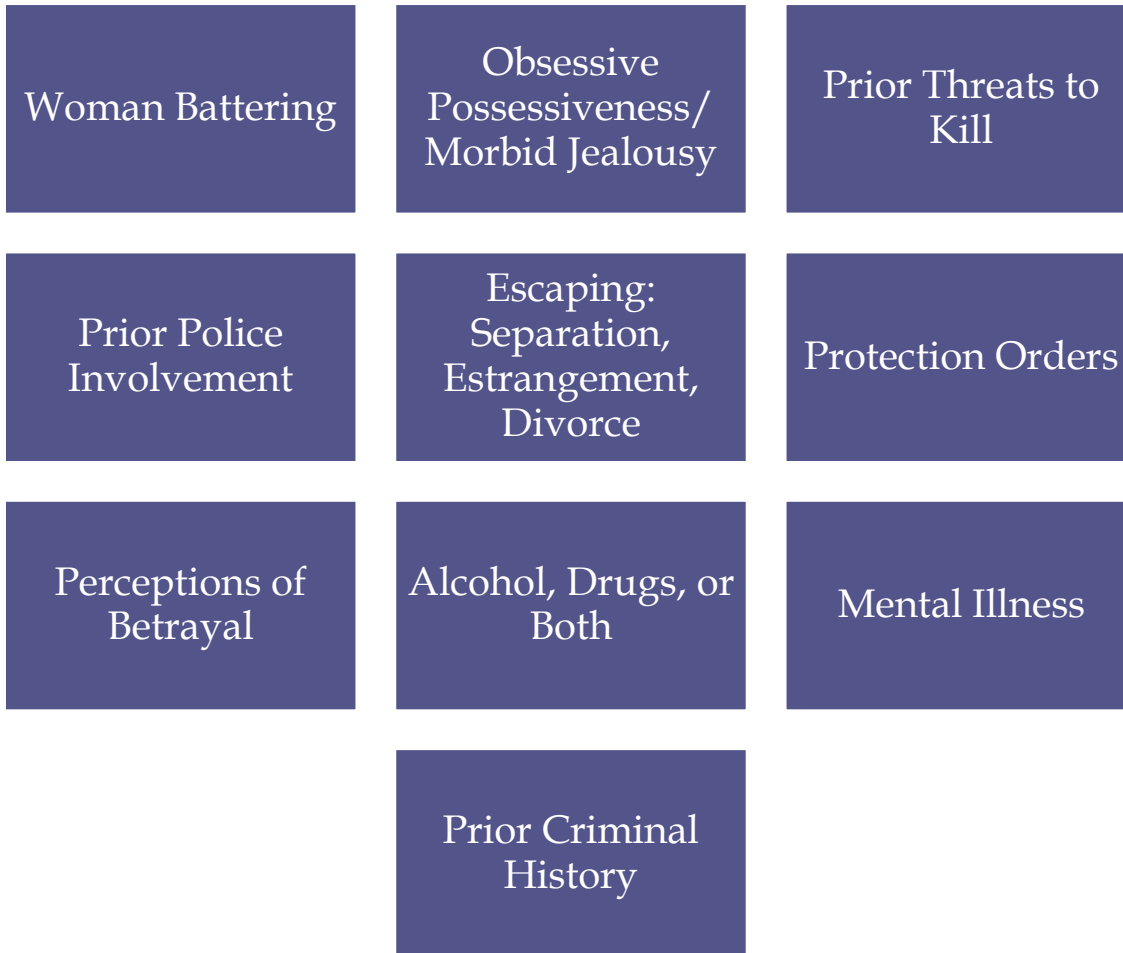 Woman Battering
Obsessive
Possessiveness/
Morbid Jealousy
Prior Threats to
Kill
Prior Police
Involvement
Escaping:
Separation,
Estrangement,
Divorce
Protection Orders
Perceptions of
Betrayal
Alcohol, Drugs, or
Both
Mental Illness
Prior Criminal
History